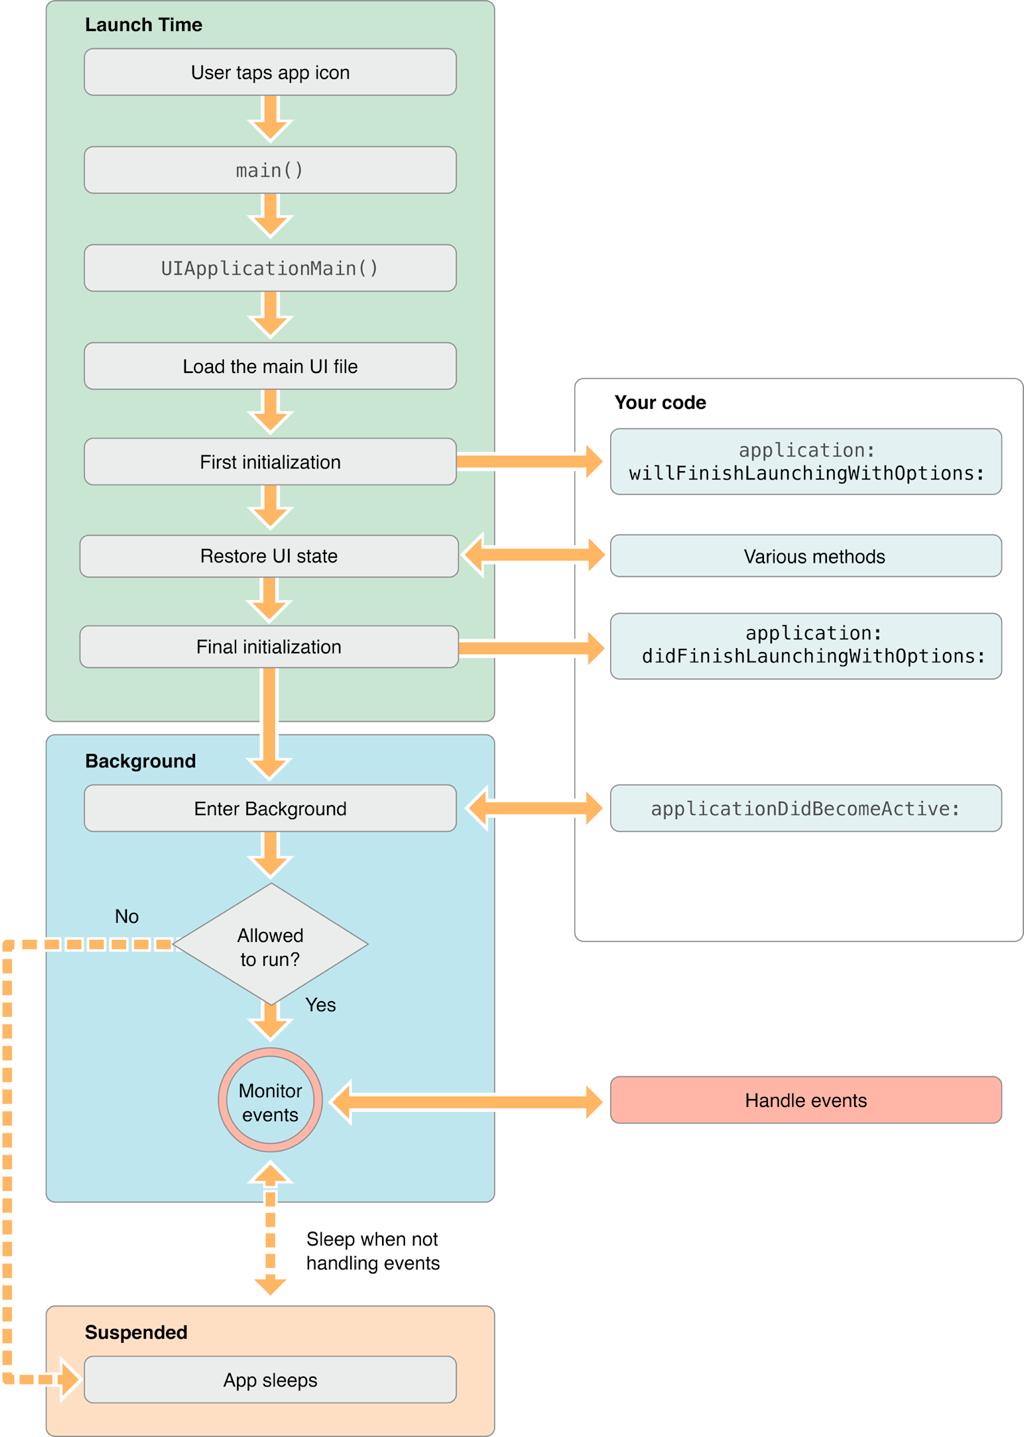 Launch Time
User taps app icon
main()
UIApplicationMain()
Load the main UI file
First initialization
Restore UI state
Final initialization
Your code
application:
willFinishLaunchingWithOptions:
Various methods
application:
didFinishLaunchingWithOptions:
applicationDidBecomeActive:
Background
Enter Background
Allowed
to run?
No
Yes
Monitor
events
Handle events
Sleep when not
handling events
Suspended
App sleeps